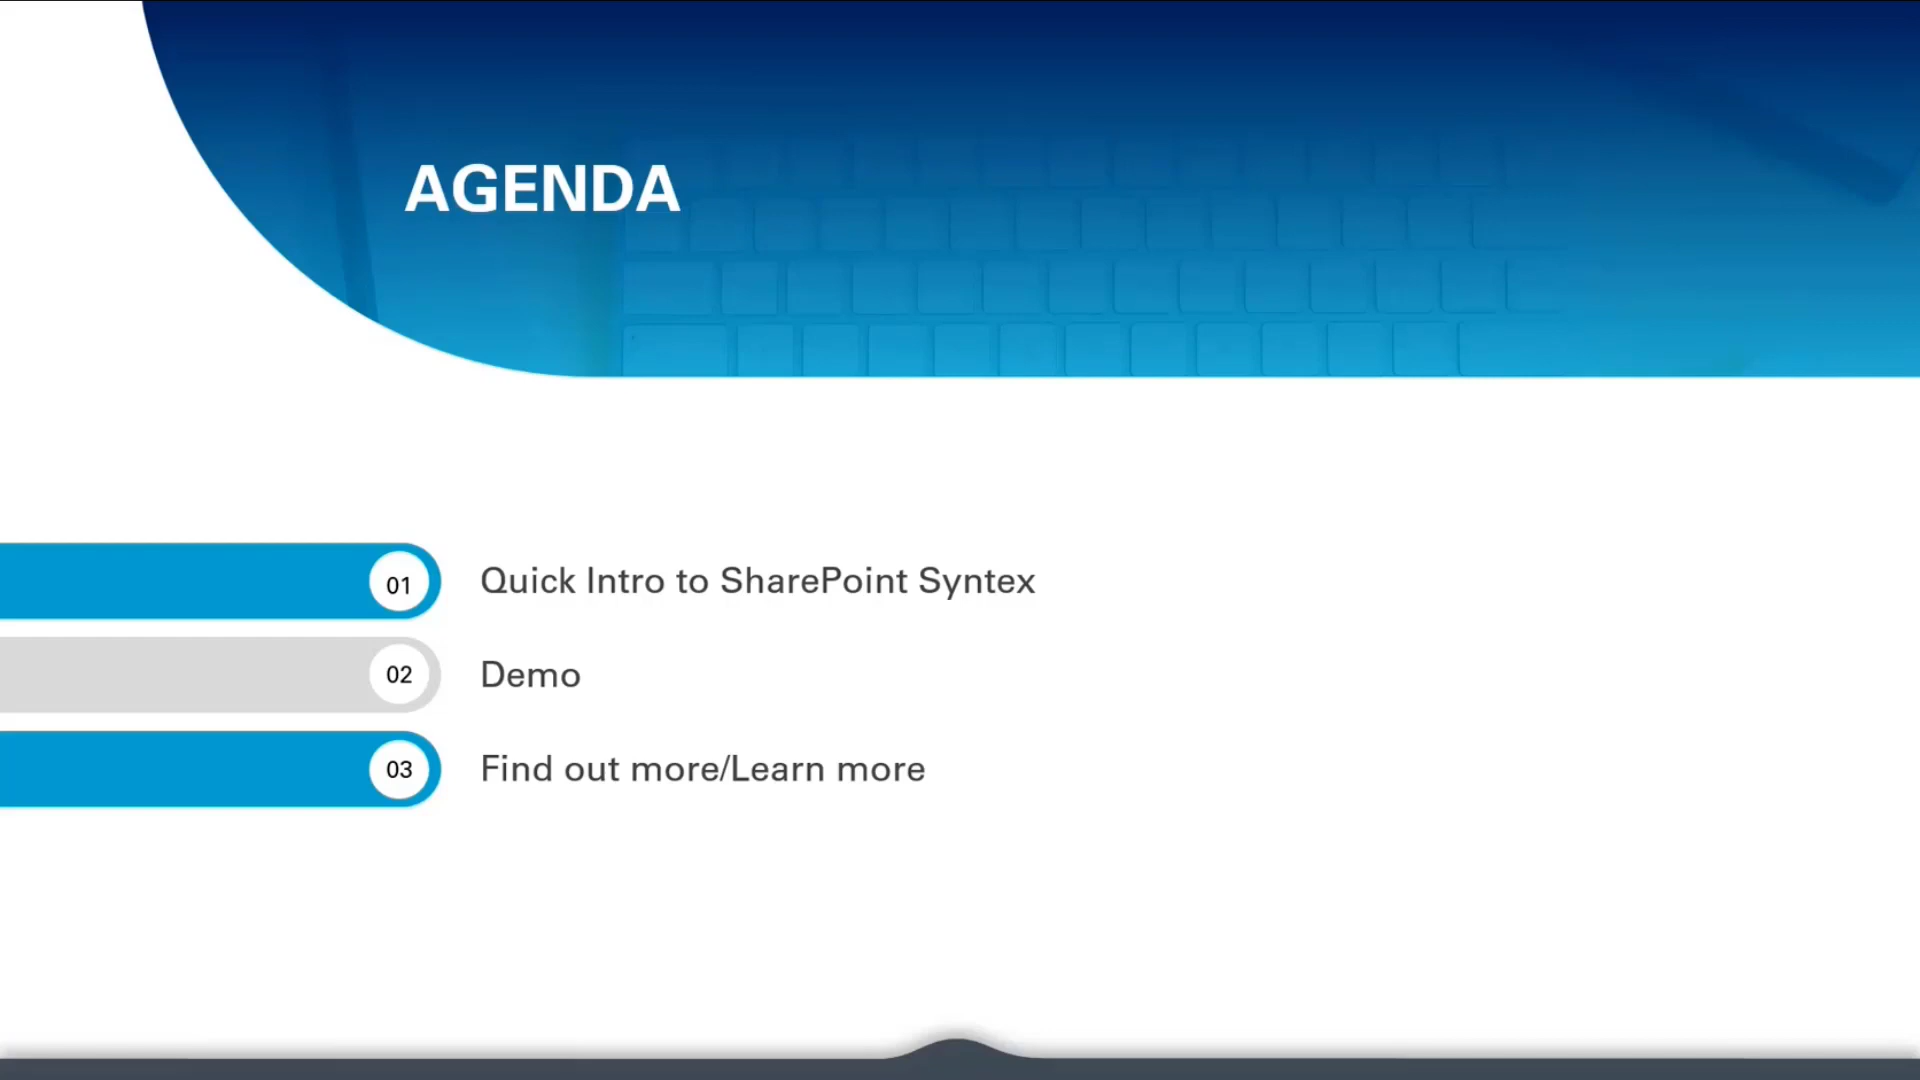 AGENDA
01 Quick Intro to SharePoint Syntex
02 Demo
03 Find out more/Learn more